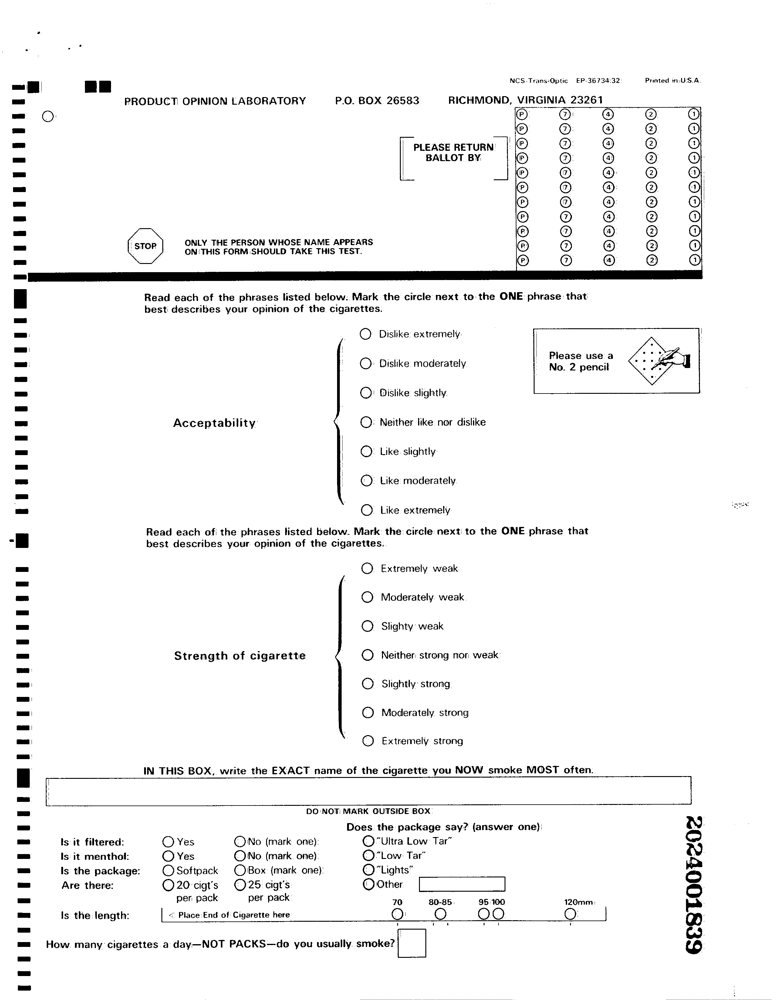 NCS Trans-Optic EP-36734:32 Printed in U.S.A.
PRODUCT OPINION LABORATORY P.O. BOX 26583 RICHMOND, VIRGINIA 23261
P 7 4 2 1
P 7 4 2 1
P 7 4 2 1
PLEASE RETURN
BALLOT BY
P 7 4 2 1
P 7 4 2 1
P 7 4 2 1
P 7 4 2 1
P 7 4 2 1
P 7 4 2 1
P 7 4 2 1
P 7 4 2 1
STOP
ONLY THE PERSON WHOSE NAME APPEARS
ON THIS FORM SHOULD TAKE THIS TEST.
Read each of the phrases listed below. Mark the circle next to the ONE phrase that
best describes your opinion of the cigarettes.
Acceptability
Dislike extremely
Dislike moderately
Dislike slightly
Neither like nor dislike
Like slightly
Like moderately
Like extremely
Please use a
No. 2 pencil
Read each of the phrases listed below. Mark the circle next to the ONE phrase that
best describes your opinion of the cigarettes.
Strength of cigarette
Extremely weak
Moderately weak
Slighty weak
Neither strong nor weak
Slightly strong
Moderately strong
Extremely strong
IN THIS BOX, write the EXACT name of the cigarette you NOW smoke MOST often.
DO NOT MARK OUTSIDE BOX
Does the package say? (answer one)
Is it filtered: Yes No (mark one) "Ultra Low Tar"
Is it menthol: Yes No (mark one) "Low Tar"
Is the package: Softpack Box (mark one) "Lights"
Are there: 20 cigt's 25 cigt's Other
per pack per pack
70 80-85 95 100 120mm
Is the length: < Place End of Cigarette here
How many cigarettes a day—NOT PACKS—do you usually smoke?
2024001839